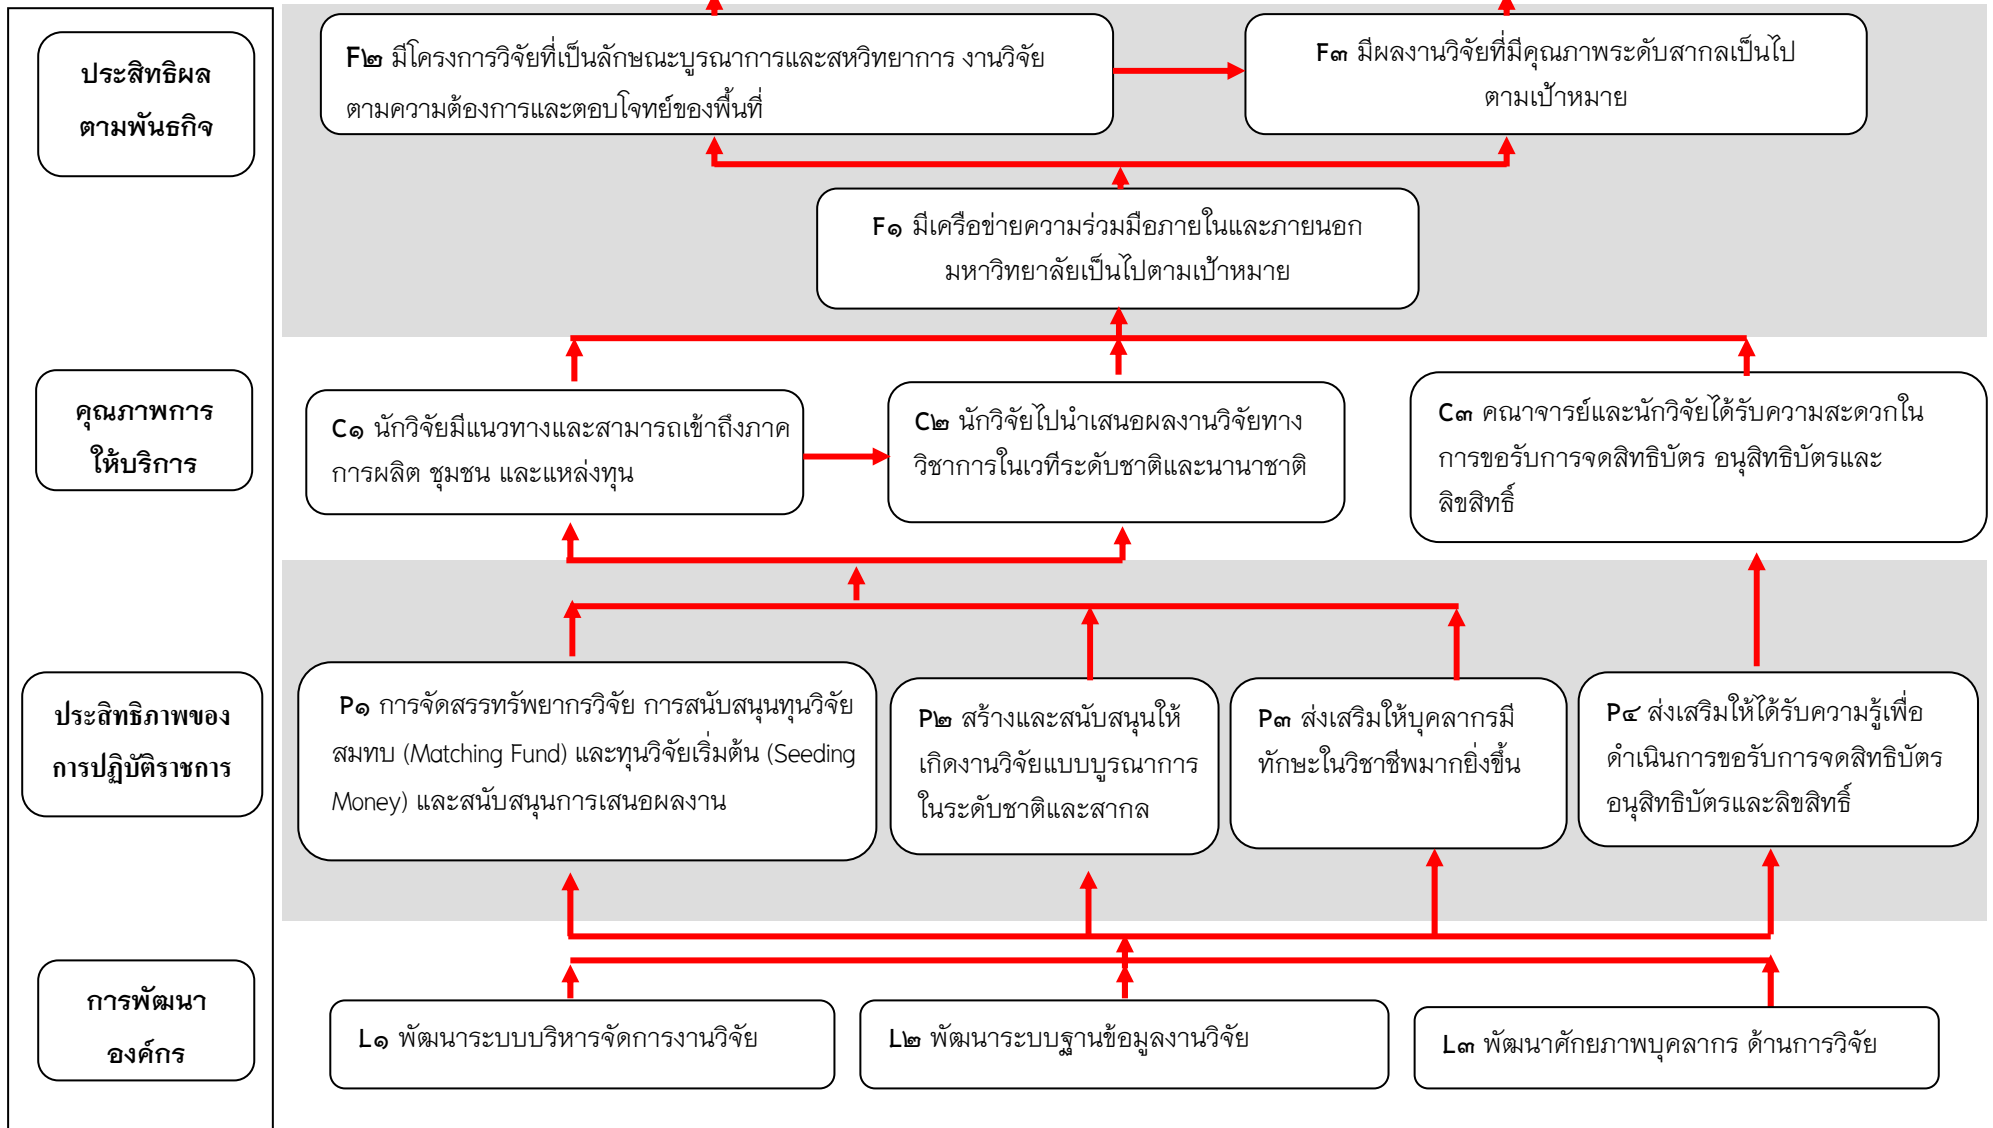 ประสิทธิผล
ตามพันธกิจ
F๒ มีโครงการวิจัยที่เป็นลักษณะบูรณาการและสหวิทยาการ งานวิจัย
ตามความต้องการและตอบโจทย์ของพื้นที่
F๓ มีผลงานวิจัยที่มีคุณภาพระดับสากลเป็นไป
ตามเป้าหมาย
F๑ มีเครือข่ายความร่วมมือภายในและภายนอก
มหาวิทยาลัยเป็นไปตามเป้าหมาย
คุณภาพการ
ให้บริการ
C๑ นักวิจัยมีแนวทางและสามารถเข้าถึงภาค
การผลิต ชุมชน และแหล่งทุน
C๒ นักวิจัยไปนำเสนอผลงานวิจัยทาง
วิชาการในเวทีระดับชาติและนานาชาติ
C๓ คณาจารย์และนักวิจัยได้รับความสะดวกใน
การขอรับการจดสิทธิบัตร อนุสิทธิบัตรและ
ลิขสิทธิ์
ประสิทธิภาพของ
การปฏิบัติราชการ
P๑ การจัดสรรทรัพยากรวิจัย การสนับสนุนทุนวิจัย
สมทบ (Matching Fund) และทุนวิจัยเริ่มต้น (Seeding
Money) และสนับสนุนการเสนอผลงาน
P๒ สร้างและสนับสนุนให้
เกิดงานวิจัยแบบบูรณาการ
ในระดับชาติและสากล
P๓ ส่งเสริมให้บุคลากรมี
ทักษะในวิชาชีพมากยิ่งขึ้น
P๔ ส่งเสริมให้ได้รับความรู้เพื่อ
ดำเนินการขอรับการจดสิทธิบัตร
อนุสิทธิบัตรและลิขสิทธิ์
การพัฒนา
องค์กร
L๑ พัฒนาระบบบริหารจัดการงานวิจัย
L๒ พัฒนาระบบฐานข้อมูลงานวิจัย
L๓ พัฒนาศักยภาพบุคลากร ด้านการวิจัย